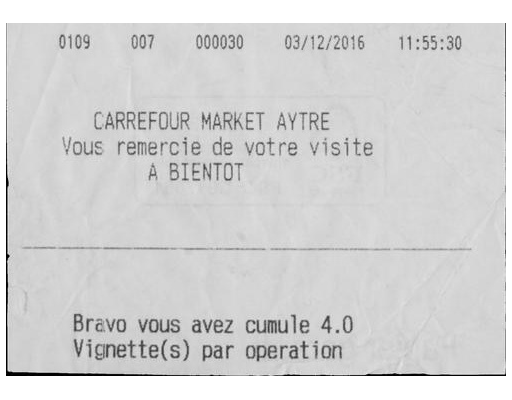 0109 007 000030 03/12/2016 11:55:30
CARREFOUR MARKET AYTRE
Vous remercie de votre visite
A BIENTOT
Bravo vous avez cumule 4.0
Vignette(s) par operation